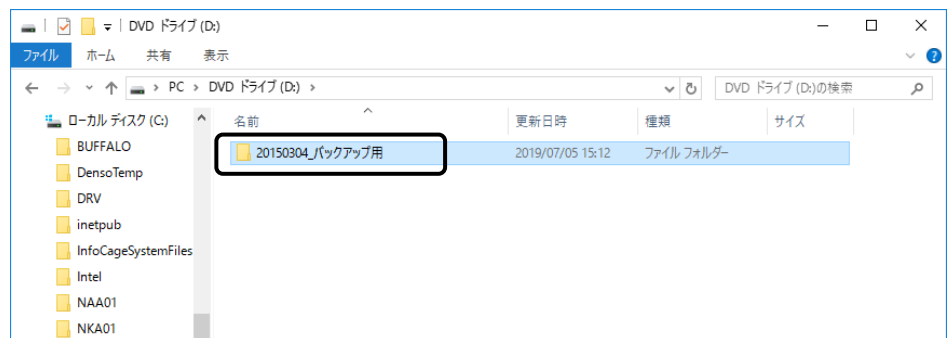 DVD ドライブ (D:)
ファイル ホーム 共有 表示
PC DVD ドライブ (D:) DVD ドライブ (D:)の検索
ローカル ディスク (C:)
BUFFALO
DensoTemp
DRV
inetpub
InfoCageSystemFiles
Intel
NAA01
NKA01
名前 更新日時 種類 サイズ
20150304_バックアップ用 2019/07/05 15:12 ファイル フォルダー